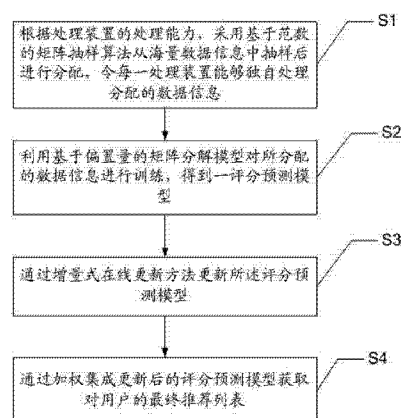 根据处理装置的处理能力，采用基于范数
的矩阵抽样算法从海量数据信息中抽样后
进行分配，令每一处理装置能够独自处理
分配的数据信息
S1
利用基于偏置量的矩阵分解模型对所分配
的数据信息进行训练，得到一评分预测模
型
S2
通过增量式在线更新方法更新所述评分预
测模型
S3
通过加权集成更新后的评分预测模型获取
对用户的最终推荐列表
S4